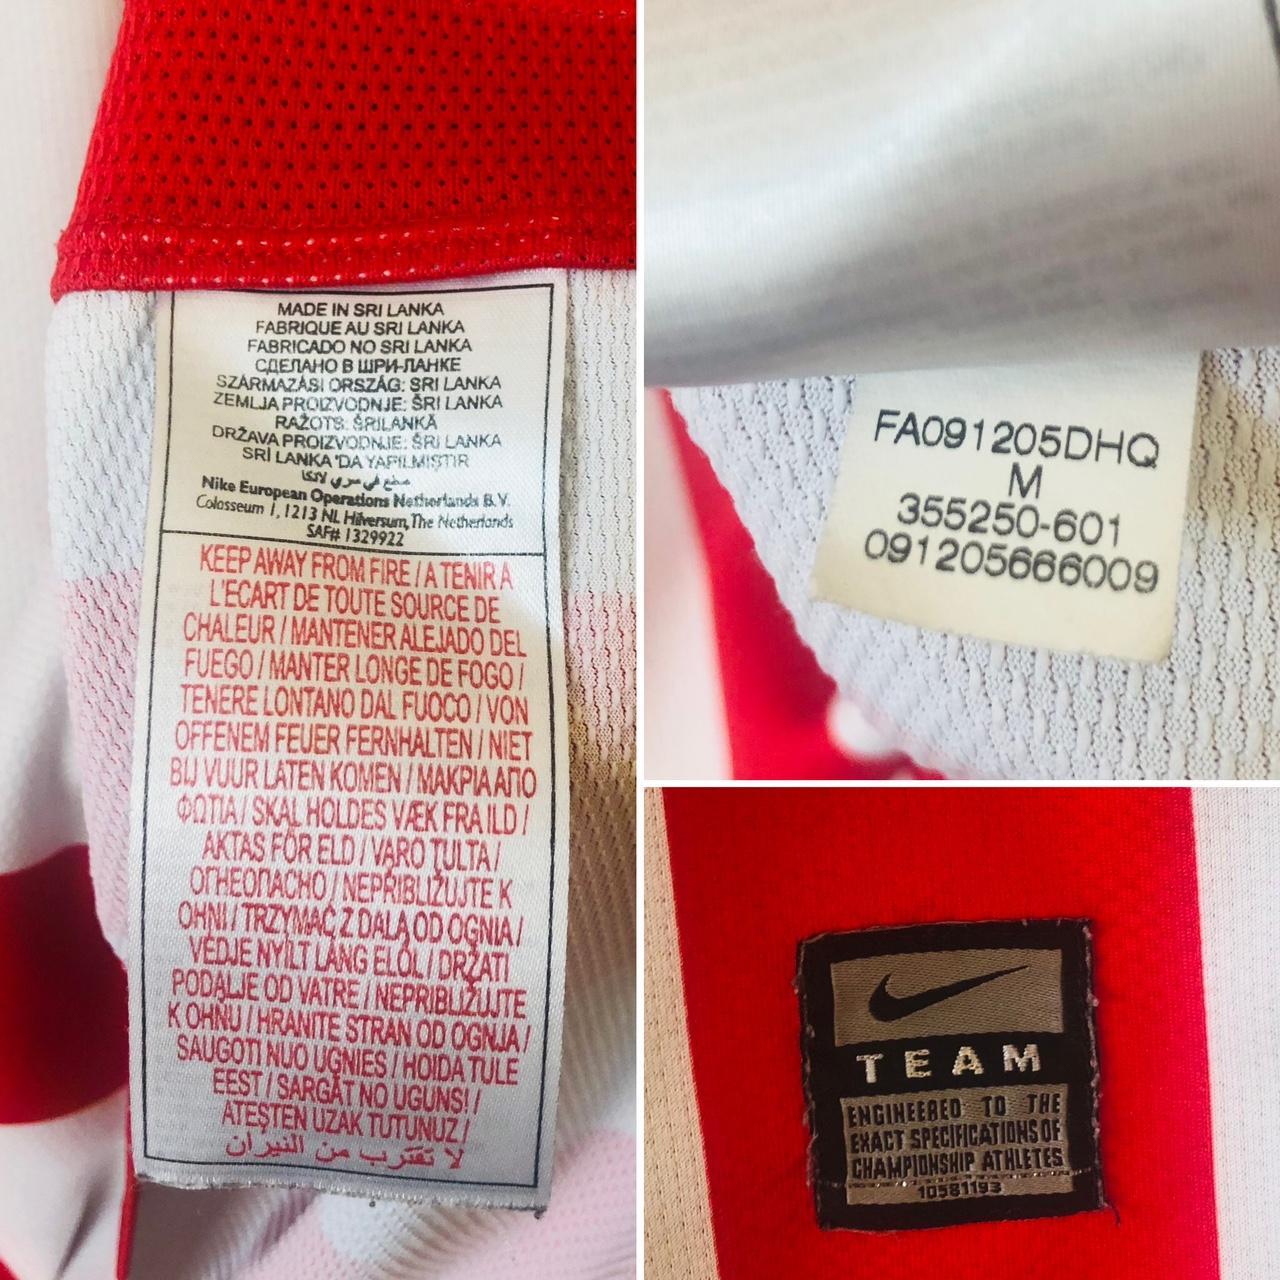 MADE IN SRI LANKA
FABRIQUE AU SRI LANKA
FABRICADO NO SRI LANKA
СДЕЛАНО В ШРИ-ЛАНКЕ
SZÁRMAZÁSI ORSZÁG: SRI LANKA
ZEMLJA PROIZVODNJE: ŠRI LANKA
RAŽOTS: ŠRILANKĀ
DRŽAVA PROIZVODNJE: ŠRI LANKA
SRİ LANKA 'DA YAPILMIŞTIR
صنع في سري لانكا
Nike European Operations Netherlands B.V.
Colosseum 1, 1213 NL Hilversum, The Netherlands
SAF# 1329922
KEEP AWAY FROM FIRE / A TENIR A
L'ECART DE TOUTE SOURCE DE
CHALEUR / MANTENER ALEJADO DEL
FUEGO / MANTER LONGE DE FOGO /
TENERE LONTANO DAL FUOCO / VON
OFFENEM FEUER FERNHALTEN / NIET
BIJ VUUR LATEN KOMEN / ΜΑΚΡΙΑ ΑΠΟ
ΦΩΤΙΑ / SKAL HOLDES VÆK FRA ILD /
AKTAS FÖR ELD / VARO TULTA /
ОГНЕОПАСНО / NEPŘIBLIŽUJTE K
OHNI / TRZYMAĆ Z DALA OD OGNIA /
VÉDJE NYÍLT LÁNG ELŐL / DRŽATI
PODALJE OD VATRE / NEPRIBLIŽUJTE
K OHŇU / HRANITE STRAN OD OGNJA /
SAUGOTI NUO UGNIES / HOIDA TULE
EEST / SARGĀT NO UGUNS! /
ATEŞTEN UZAK TUTUNUZ /
لا تقترب من النيران
FA091205DHQ
M
355250-601
091205666009
TEAM
ENGINEERED TO THE
EXACT SPECIFICATIONS OF
CHAMPIONSHIP ATHLETES
10581193